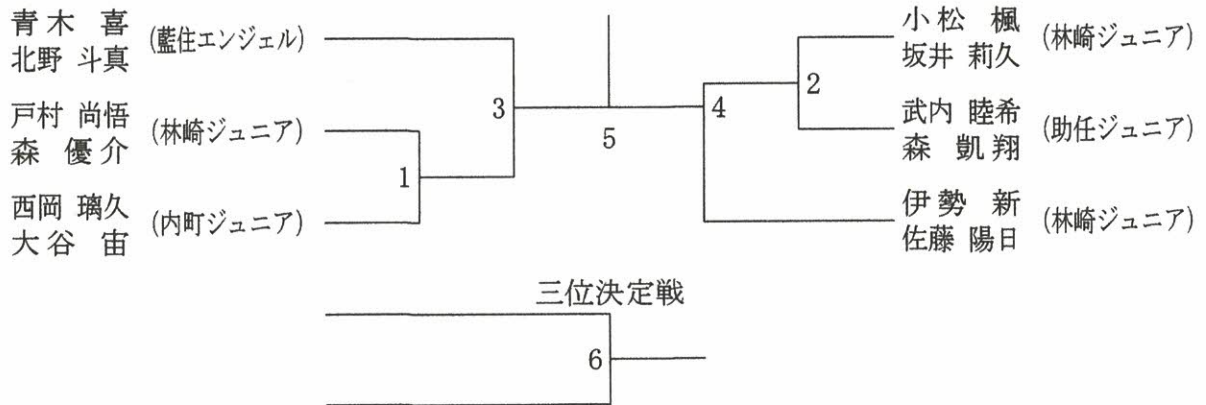 青木 喜
北野 斗真
(藍住エンジェル)
戸村 尚悟
森 優介
(林崎ジュニア)
西岡 璃久
大谷 宙
(内町ジュニア)
1
3
5
4
2
小松 楓
坂井 莉久
(林崎ジュニア)
武内 睦希
森 凱翔
(助任ジュニア)
伊勢 新
佐藤 陽日
(林崎ジュニア)
三位決定戦
6